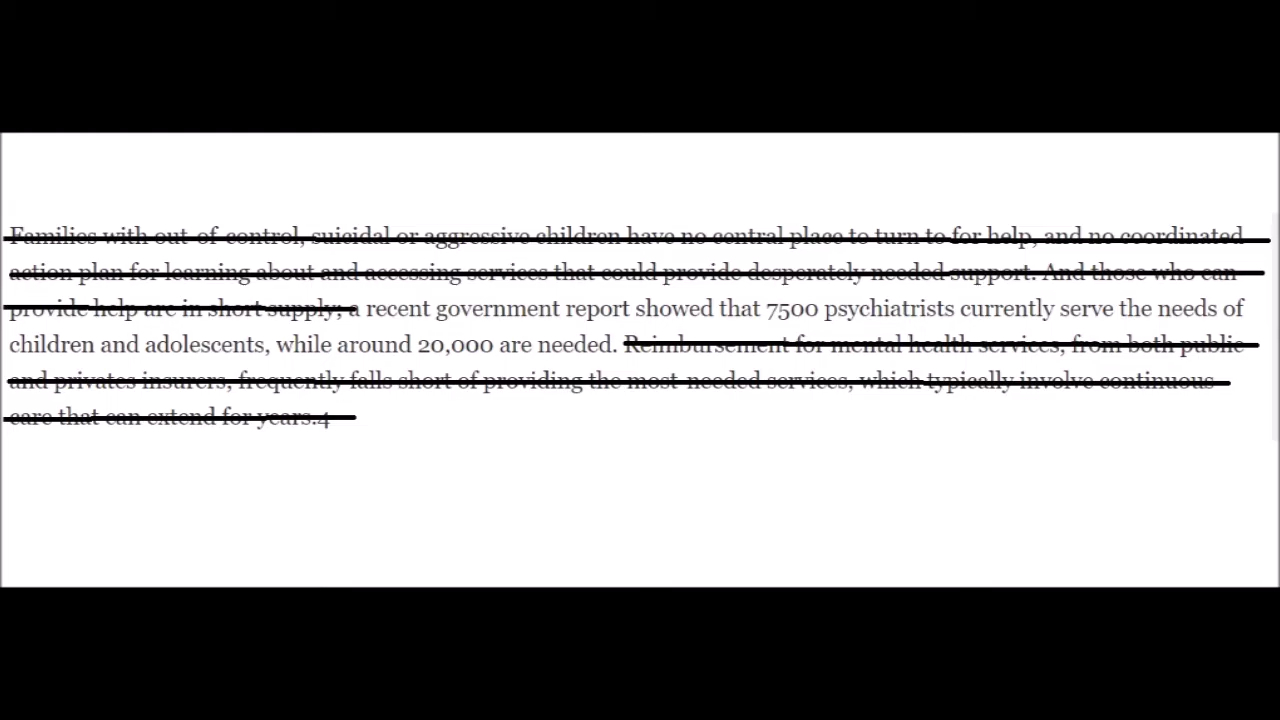 Families with out-of-control, suicidal or aggressive children have no central place to turn to for help, and no coordinated
action plan for learning about and accessing services that could provide desperately needed support. And those who can
provide help are in short supply; a recent government report showed that 7500 psychiatrists currently serve the needs of
children and adolescents, while around 20,000 are needed. Reimbursement for mental health services, from both public
and privates insurers, frequently falls short of providing the most-needed services, which typically involve continuous
care that can extend for years.4